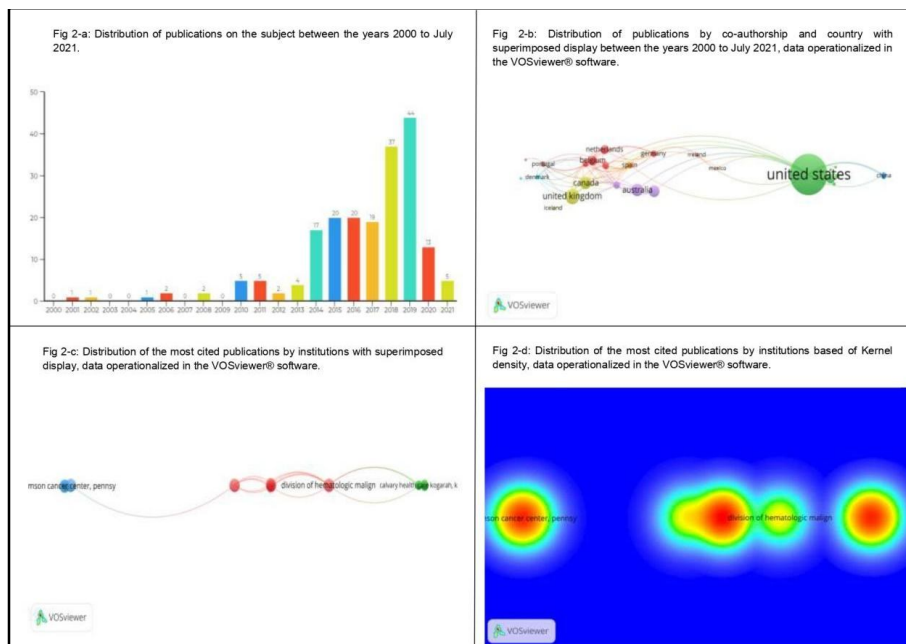 Fig 2-a: Distribution of publications on the subject between the years 2000 to July
2021.
50
40
30
20
10
0
0 1 1 0 0 1 2 0 2 0 5 5 2 4 17 20 20 19 37 44 13 5
2000 2001 2002 2003 2004 2005 2006 2007 2008 2009 2010 2011 2012 2013 2014 2015 2016 2017 2018 2019 2020 2021
Fig 2-b: Distribution of publications by co-authorship and country with
superimposed display between the years 2000 to July 2021, data operationalized in
the VOSviewer® software.
netherlands
germany
ireland
portugal
belgium
spain
mexico
denmark
canada
united states
china
united kingdom
australia
iceland
VOSviewer
Fig 2-c: Distribution of the most cited publications by institutions with superimposed
display, data operationalized in the VOSviewer® software.
mson cancer center, pennsy
division of hematologic malign
calvary healthcare kogarah, k
VOSviewer
Fig 2-d: Distribution of the most cited publications by institutions based of Kernel
density, data operationalized in the VOSviewer® software.
mson cancer center, pennsy
division of hematologic malign
VOSviewer